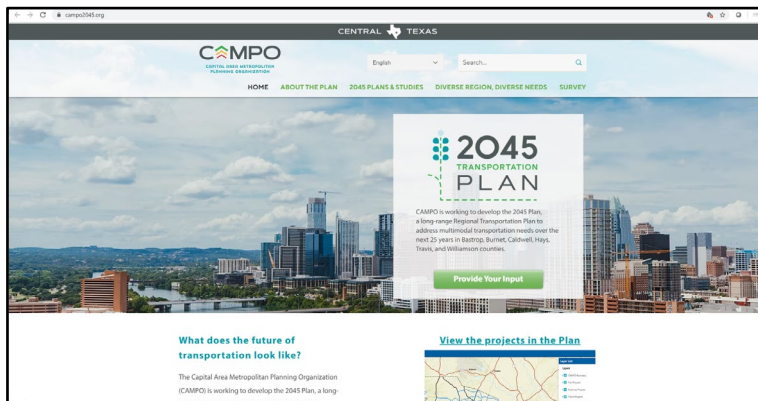 campo2045.org
CENTRAL TEXAS
CAMPO
CAPITAL AREA METROPOLITAN
PLANNING ORGANIZATION
English
Search...
HOME ABOUT THE PLAN 2045 PLANS & STUDIES DIVERSE REGION, DIVERSE NEEDS SURVEY
2045
TRANSPORTATION
PLAN
CAMPO is working to develop the 2045 Plan,
a long-range Regional Transportation Plan to
address multimodal transportation needs over the
next 25 years in Bastrop, Burnet, Caldwell, Hays,
Travis, and Williamson counties.
Provide Your Input
What does the future of
transportation look like?
The Capital Area Metropolitan Planning Organization
(CAMPO) is working to develop the 2045 Plan, a long-
View the projects in the Plan